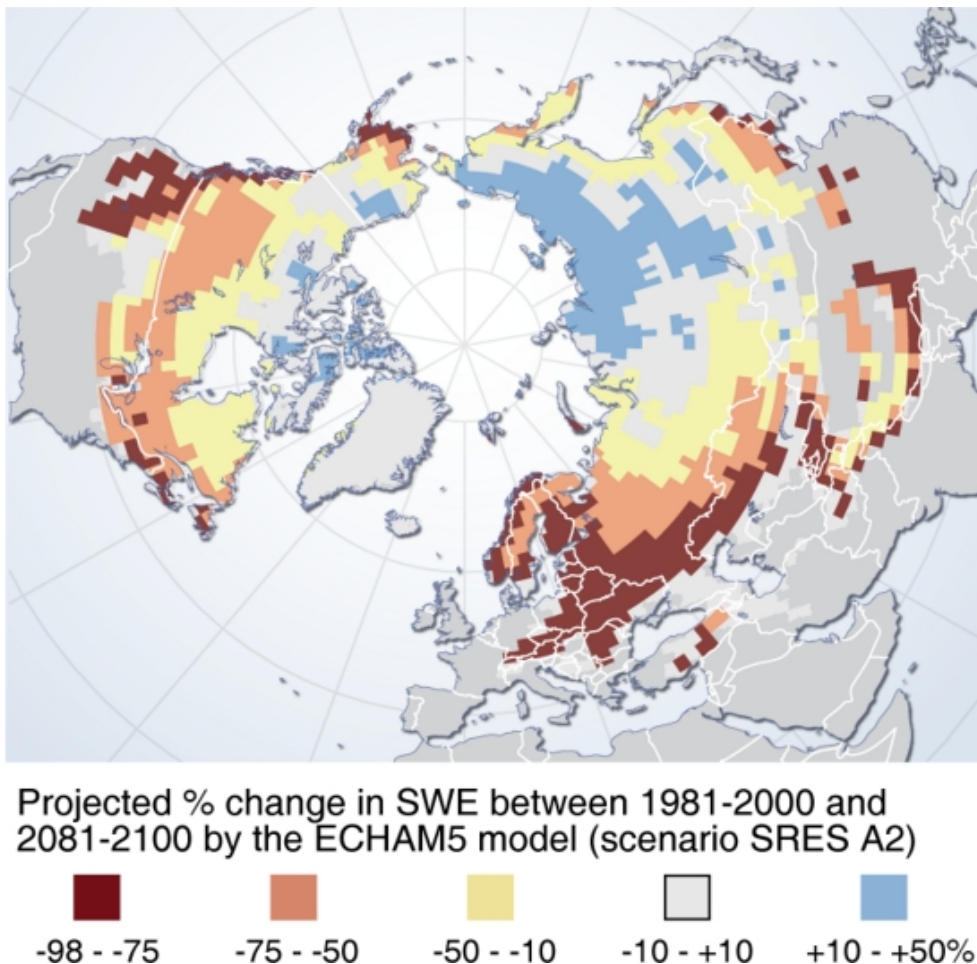 Projected % change in SWE between 1981-2000 and
2081-2100 by the ECHAM5 model (scenario SRES A2)
-98 - -75 -75 - -50 -50 - -10 -10 - +10 +10 - +50%